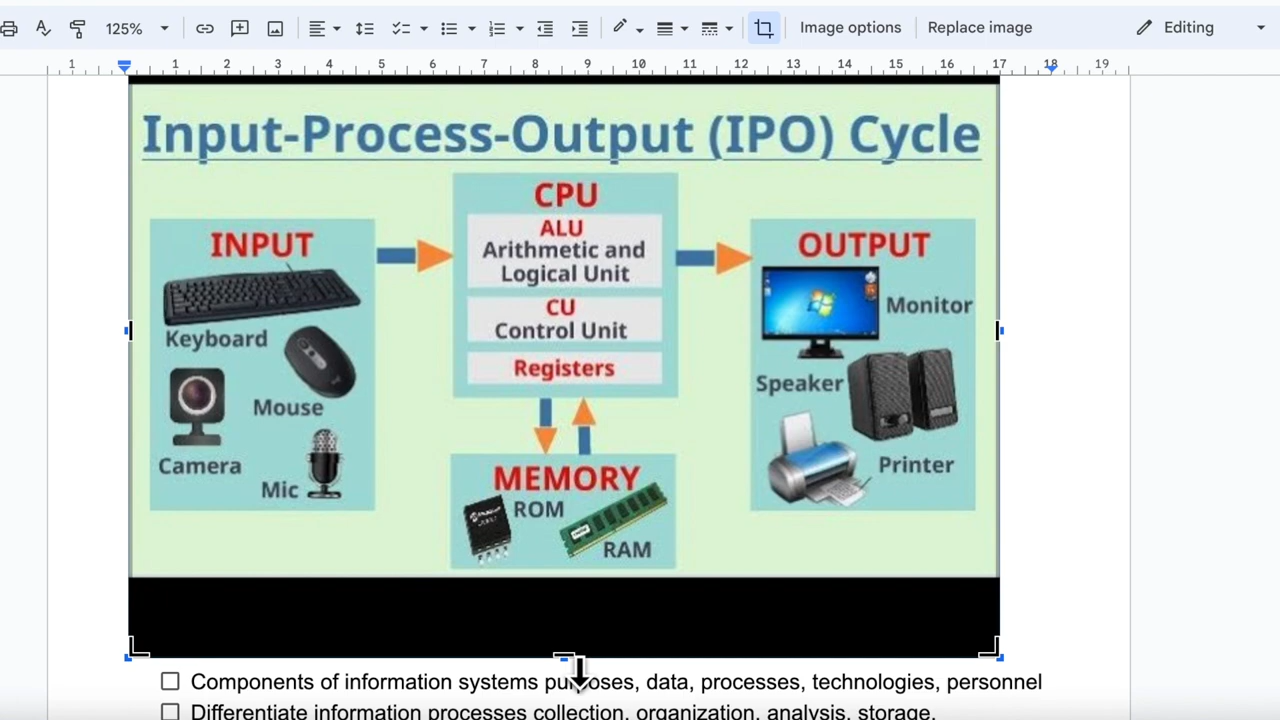 125%
Image options
Replace image
Editing
1 1 2 3 4 5 6 7 8 9 10 11 12 13 14 15 16 17 18 19
Input-Process-Output (IPO) Cycle
INPUT
Keyboard
Mouse
Camera
Mic
CPU
ALU
Arithmetic and
Logical Unit
CU
Control Unit
Registers
MEMORY
ROM
RAM
OUTPUT
Monitor
Speaker
Printer
Components of information systems purposes, data, processes, technologies, personnel
Differentiate information processes collection, organization, analysis, storage,